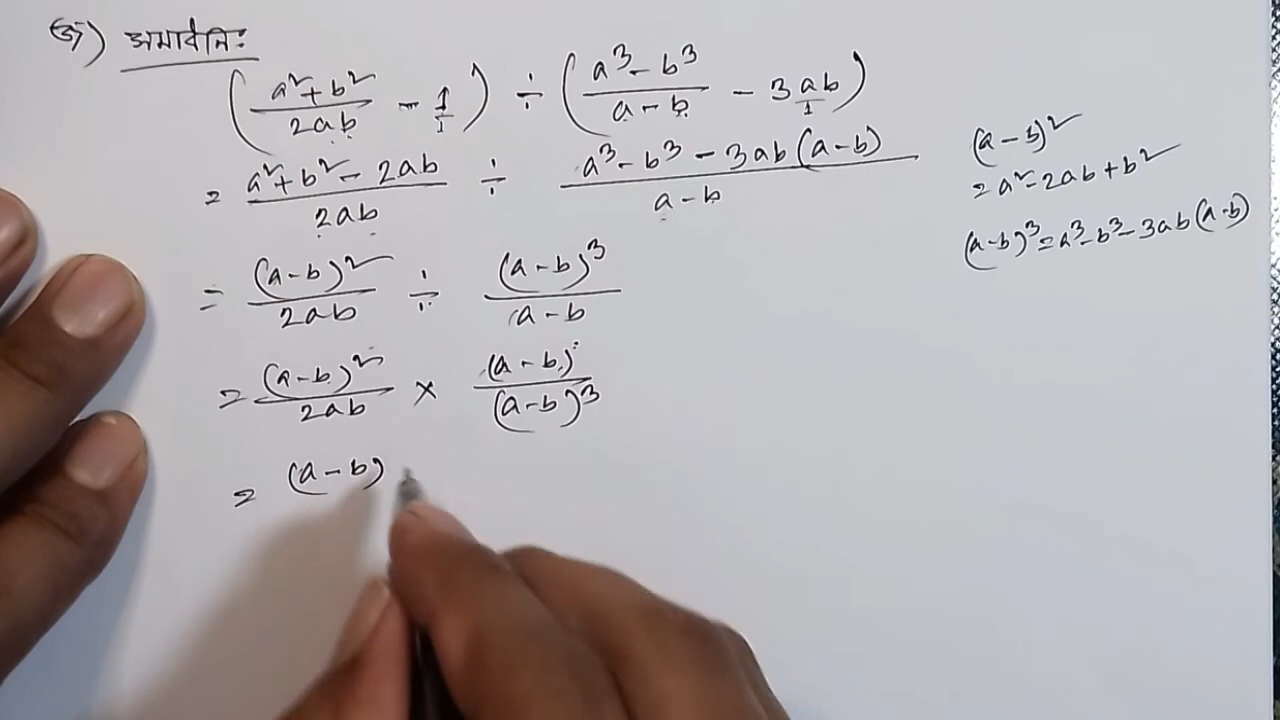 ঙ) সমাধান:
(a²+b²/2ab - 1/1) ÷ (a³-b³/a-b - 3ab/1)
= a²+b²-2ab/2ab ÷ a³-b³-3ab(a-b)/a-b
= (a-b)²/2ab ÷ (a-b)³/a-b
= (a-b)²/2ab × (a-b)/(a-b)³
= (a-b)
(a-b)²
= a²-2ab+b²
(a-b)³=a³-b³-3ab(a-b)